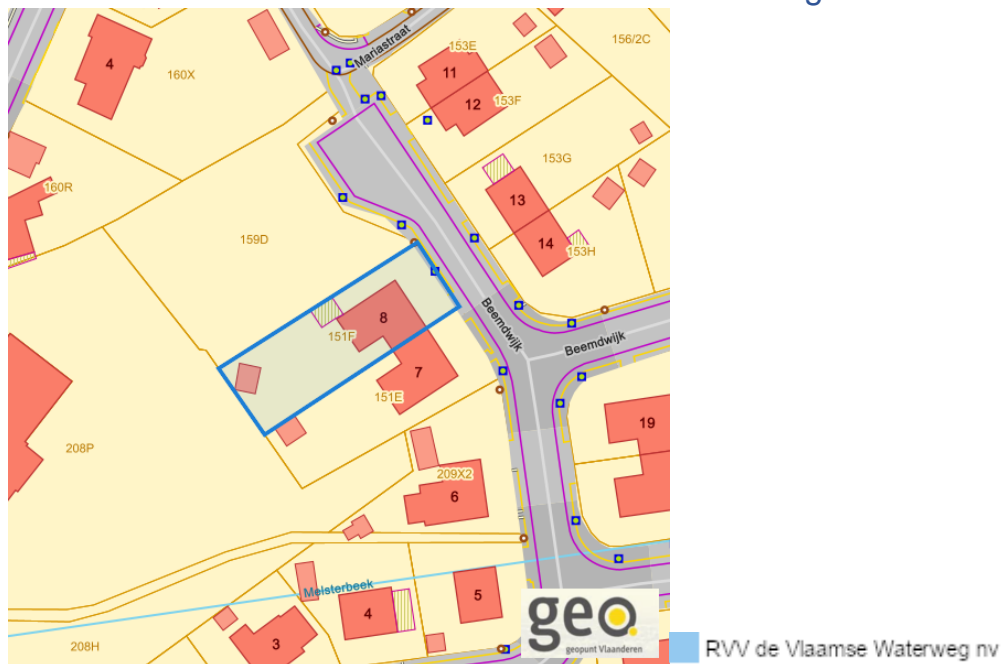 4
160X
Mariastraat
153E
11
12
153F
156/2C
153G
13
14
153H
160R
159D
8
151F
7
151E
Beemdwijk
Beemdwijk
19
208P
209X2
6
Meisterbeek
4
5
3
208H
geo.
geopunt Vlaanderen
RVV de Vlaamse Waterweg nv